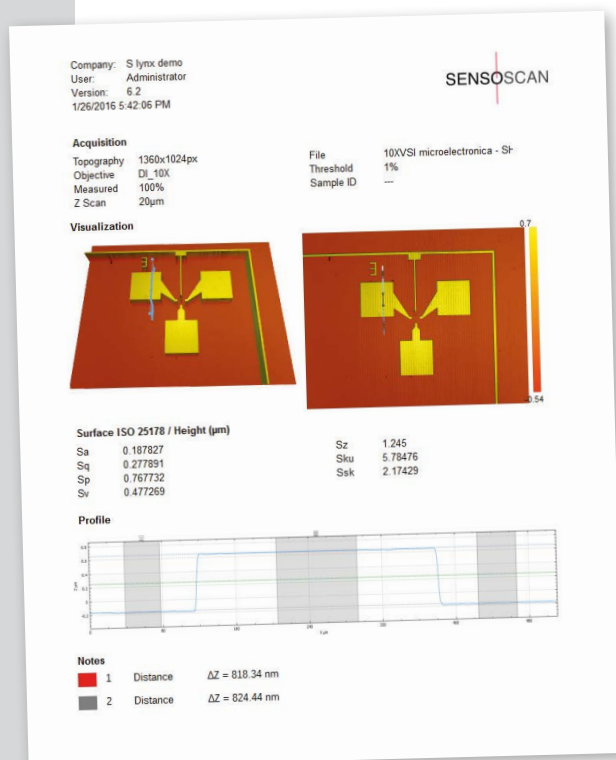 Company: S lynx demo
User: Administrator
Version: 6.2
1/26/2016 5:42:06 PM
SENSOSCAN
Acquisition
Topography 1360x1024px
Objective DI_10X
Measured 100%
Z Scan 20µm
File 10XVSI microelectronica - SH
Threshold 1%
Sample ID ---
Visualization
0.7
-0.54
Surface ISO 25178 / Height (µm)
Sa 0.187827
Sq 0.277891
Sp 0.767732
Sv 0.477269
Sz 1.245
Sku 5.78476
Ssk 2.17429
Profile
Notes
1 Distance ΔZ = 818.34 nm
2 Distance ΔZ = 824.44 nm